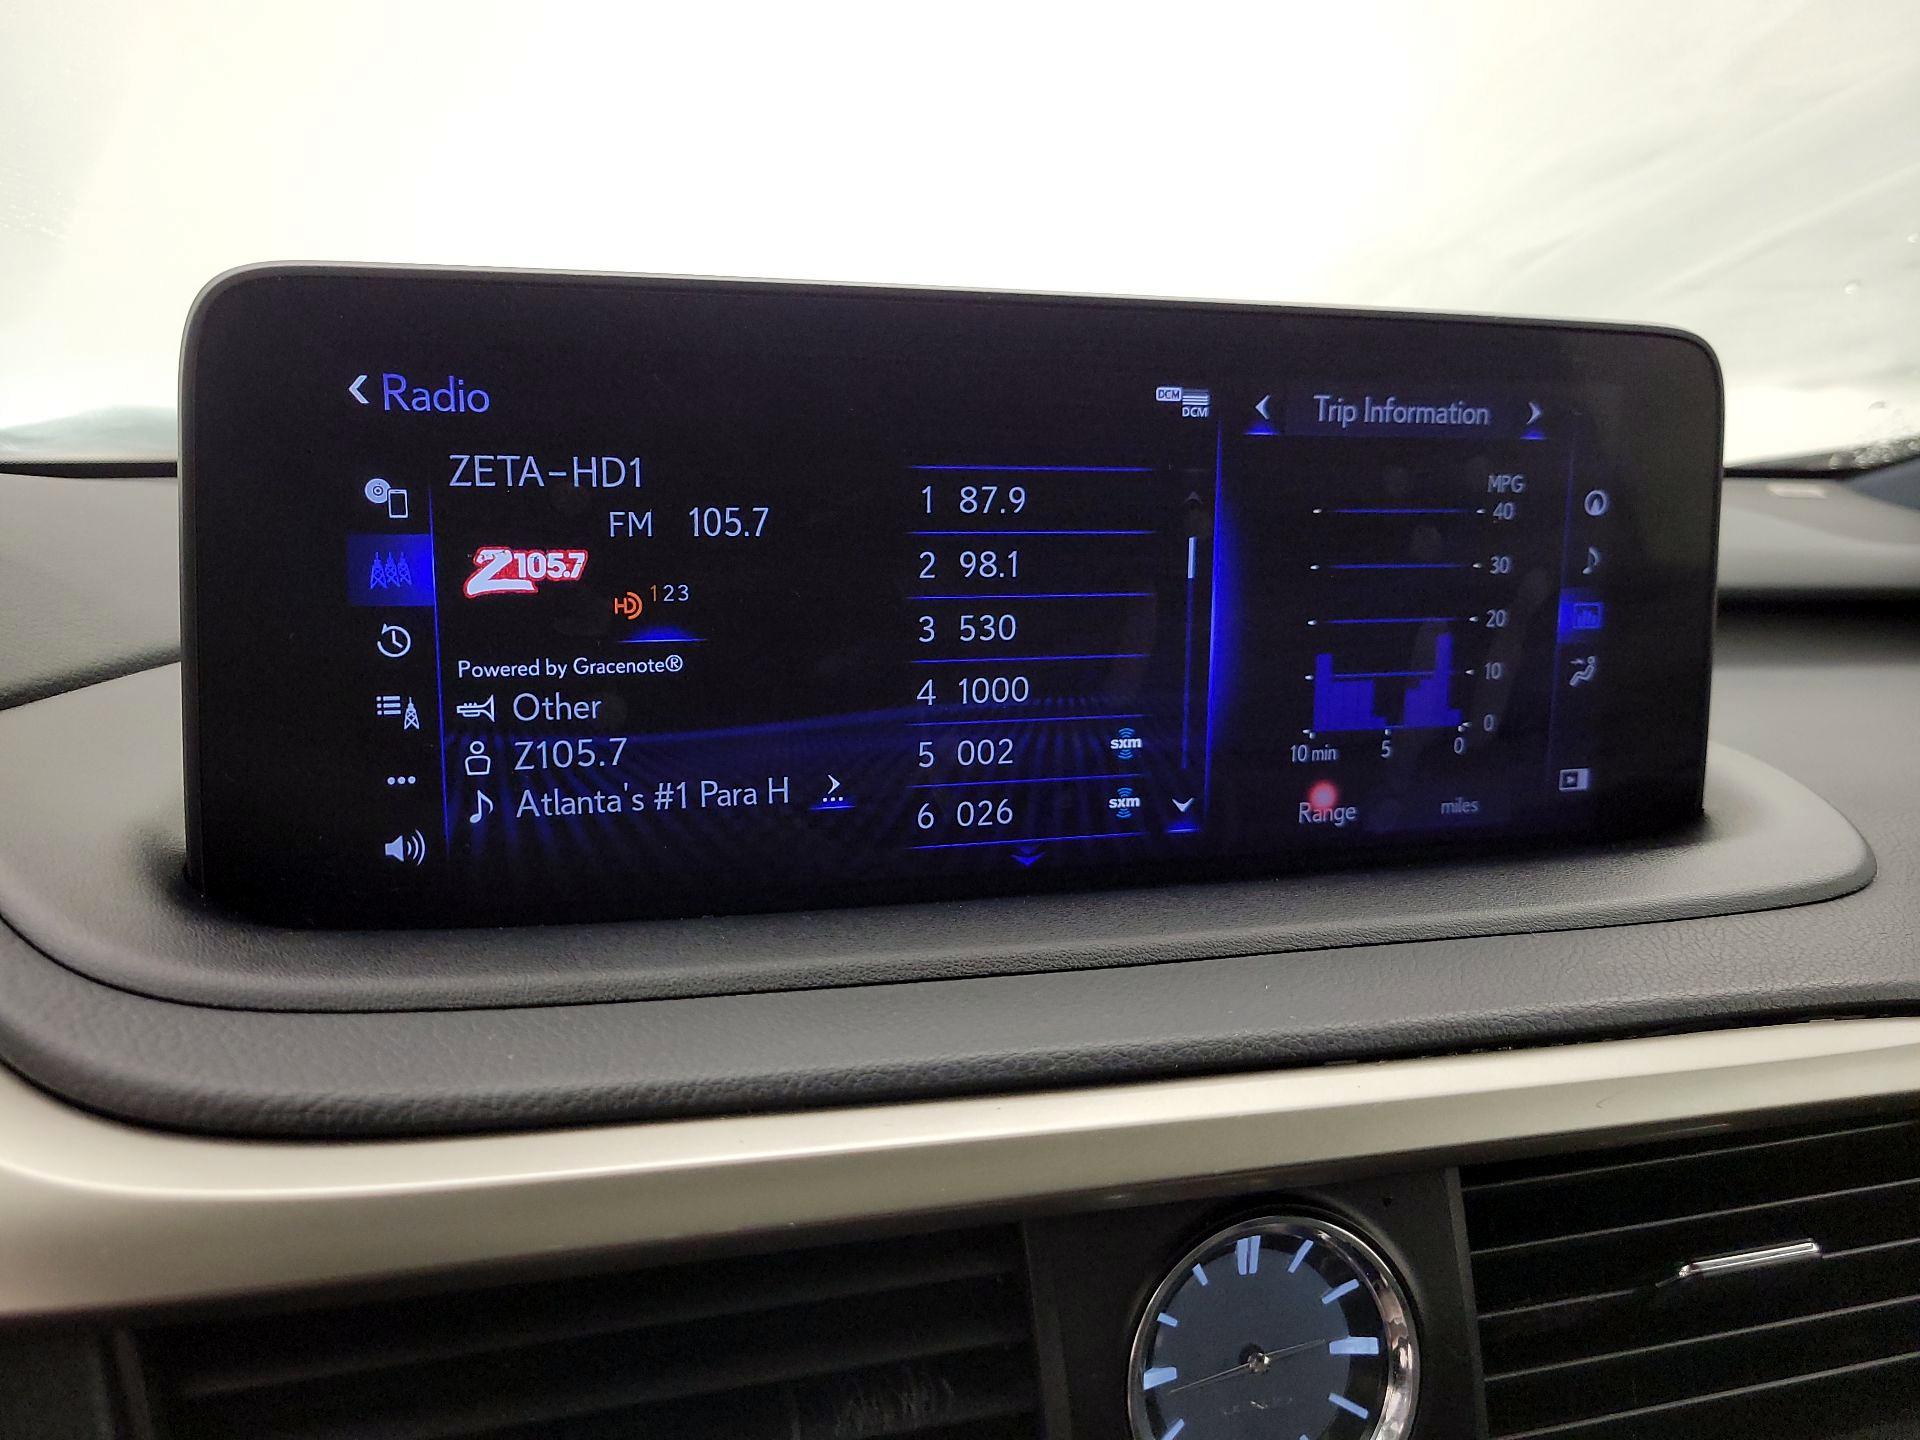 Radio
DCM
DCM
ZETA-HD1
FM 105.7
Z105.7
HD 123
Powered by Gracenote®
Other
Z105.7
Atlanta's #1 Para H
1 87.9
2 98.1
3 530
4 1000
5 002 sxm
6 026 sxm
Trip Information
MPG
40
30
20
10
0
10 min 5 0
Range miles
LEXUS